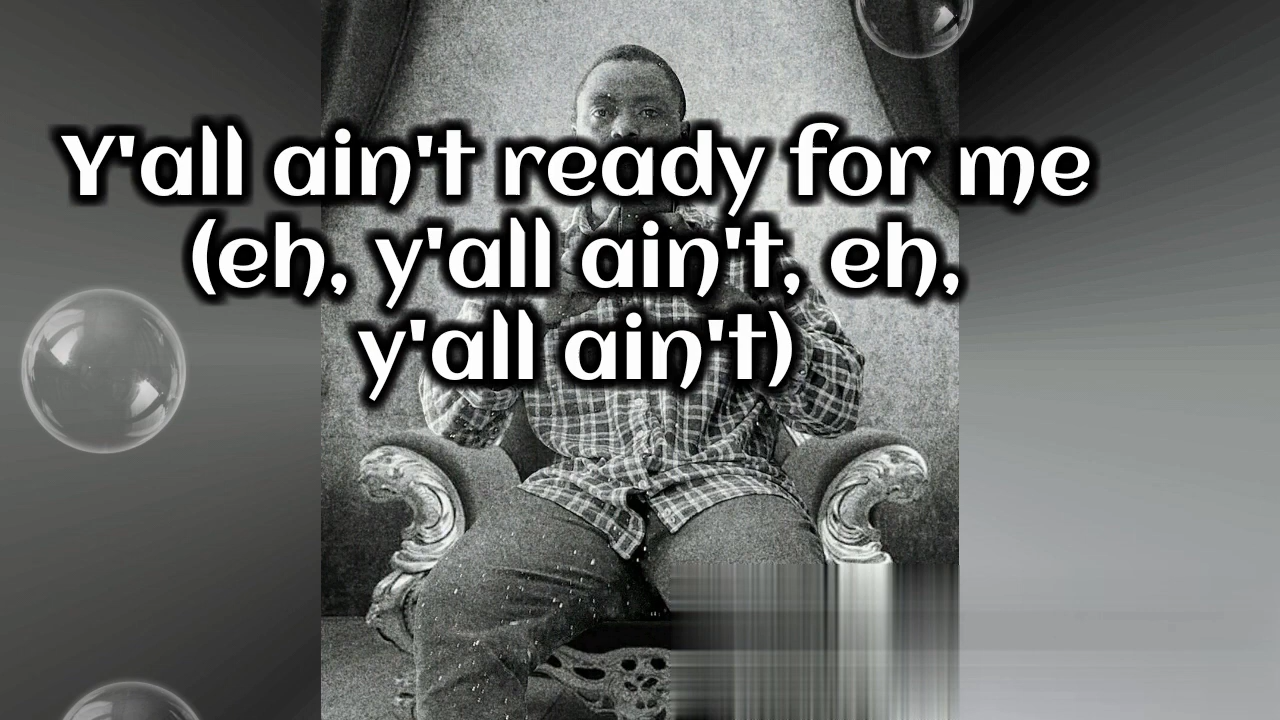 Y'all ain't ready for me
(eh, y'all ain't, eh,
y'all ain't)